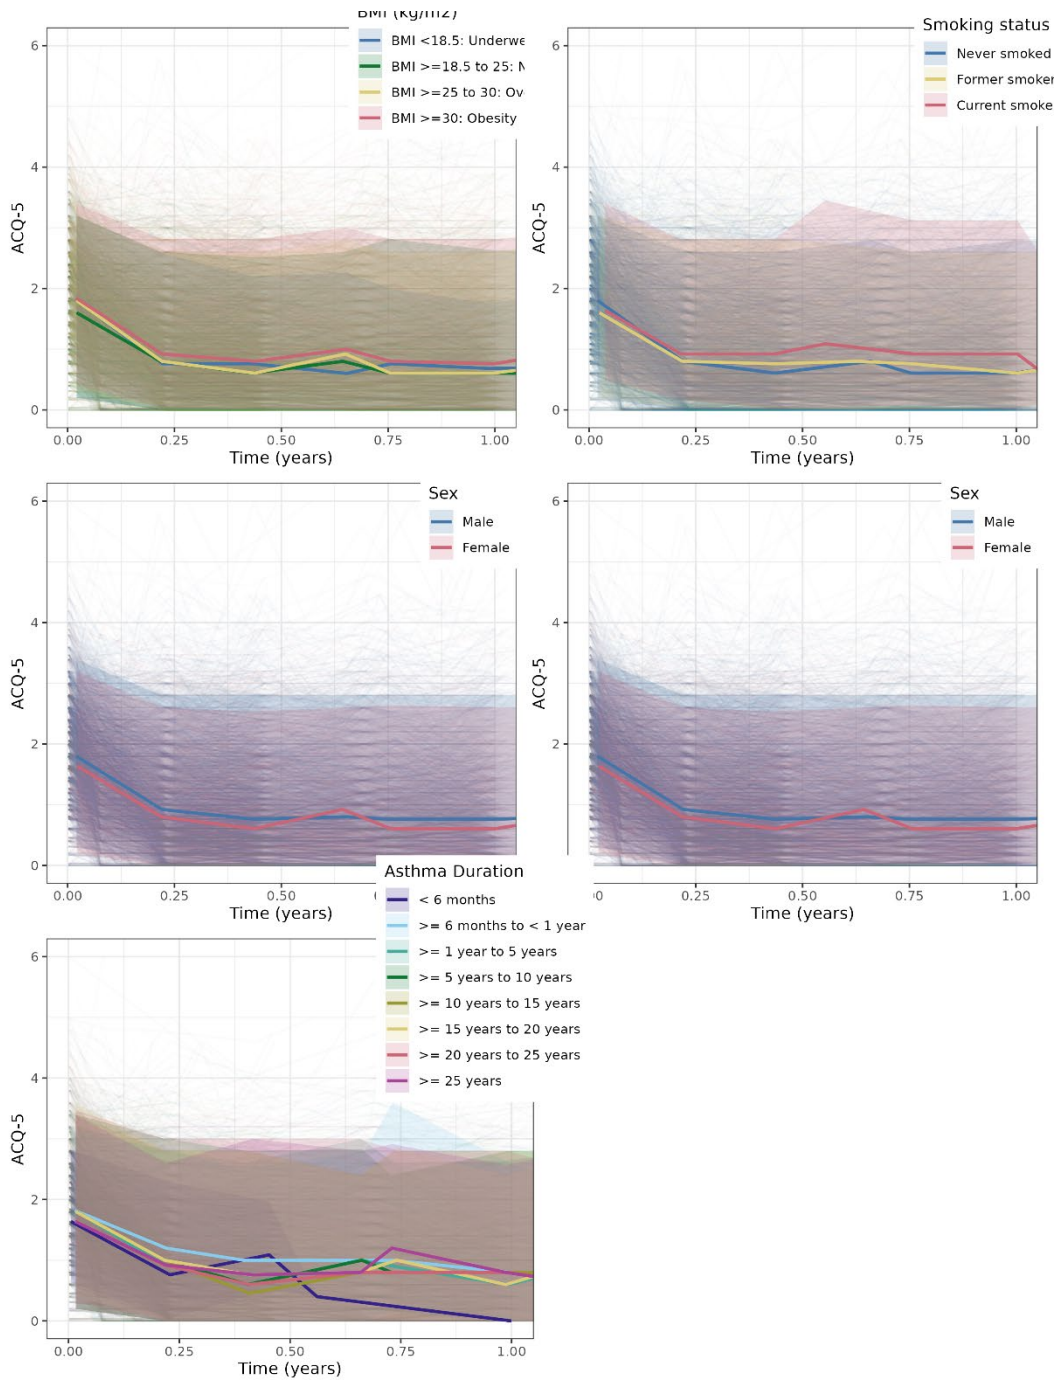 BMI (kg/m2)
BMI <18.5: Underwe
BMI >=18.5 to 25: N
BMI >=25 to 30: Ov
BMI >=30: Obesity
6
4
2
0
ACQ-5
0.00 0.25 0.50 0.75 1.00
Time (years)
Smoking status
Never smoked
Former smoker
Current smoke
6
4
2
0
ACQ-5
0.00 0.25 0.50 0.75 1.00
Time (years)
Sex
Male
Female
6
4
2
0
ACQ-5
0.00 0.25 0.50
Time (years)
Sex
Male
Female
6
4
2
0
ACQ-5
0.25 0.50 0.75 1.00
Time (years)
Asthma Duration
< 6 months
>= 6 months to < 1 year
>= 1 year to 5 years
>= 5 years to 10 years
>= 10 years to 15 years
>= 15 years to 20 years
>= 20 years to 25 years
>= 25 years
6
4
2
0
ACQ-5
0.00 0.25 0.50 0.75 1.00
Time (years)